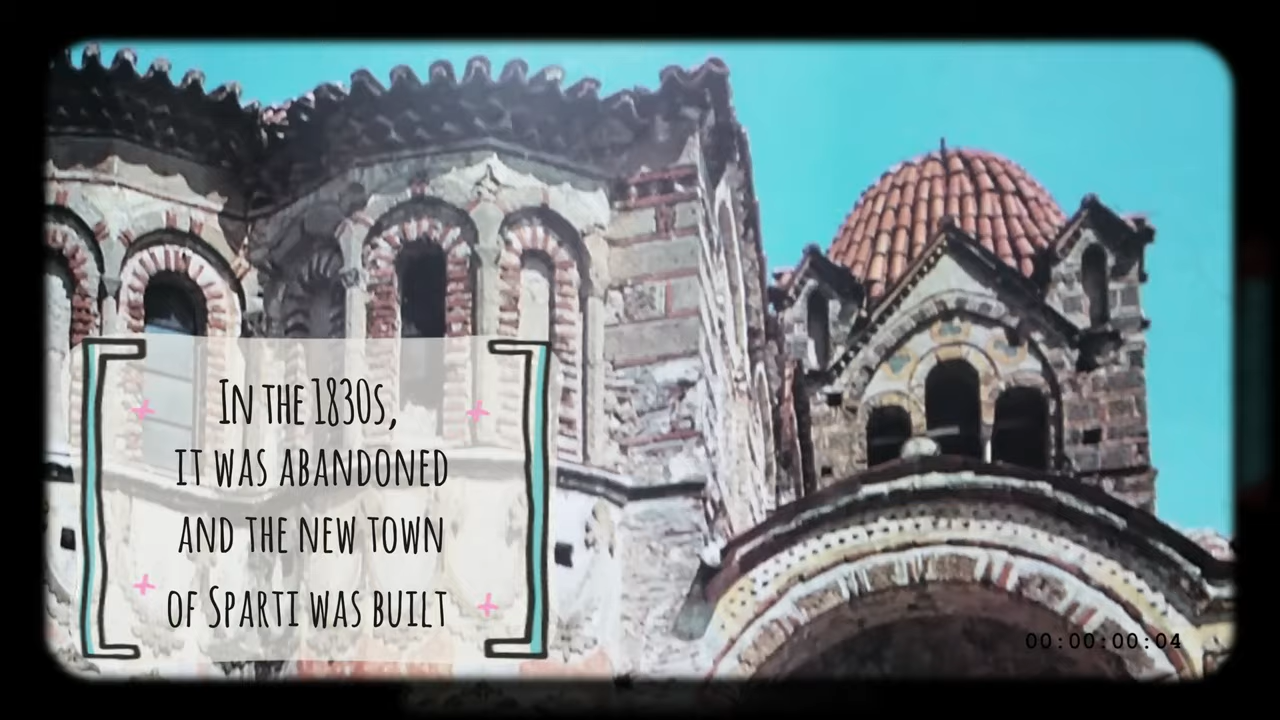 In the 1830s,
it was abandoned
and the new town
of Sparti was built
00:00:00:04